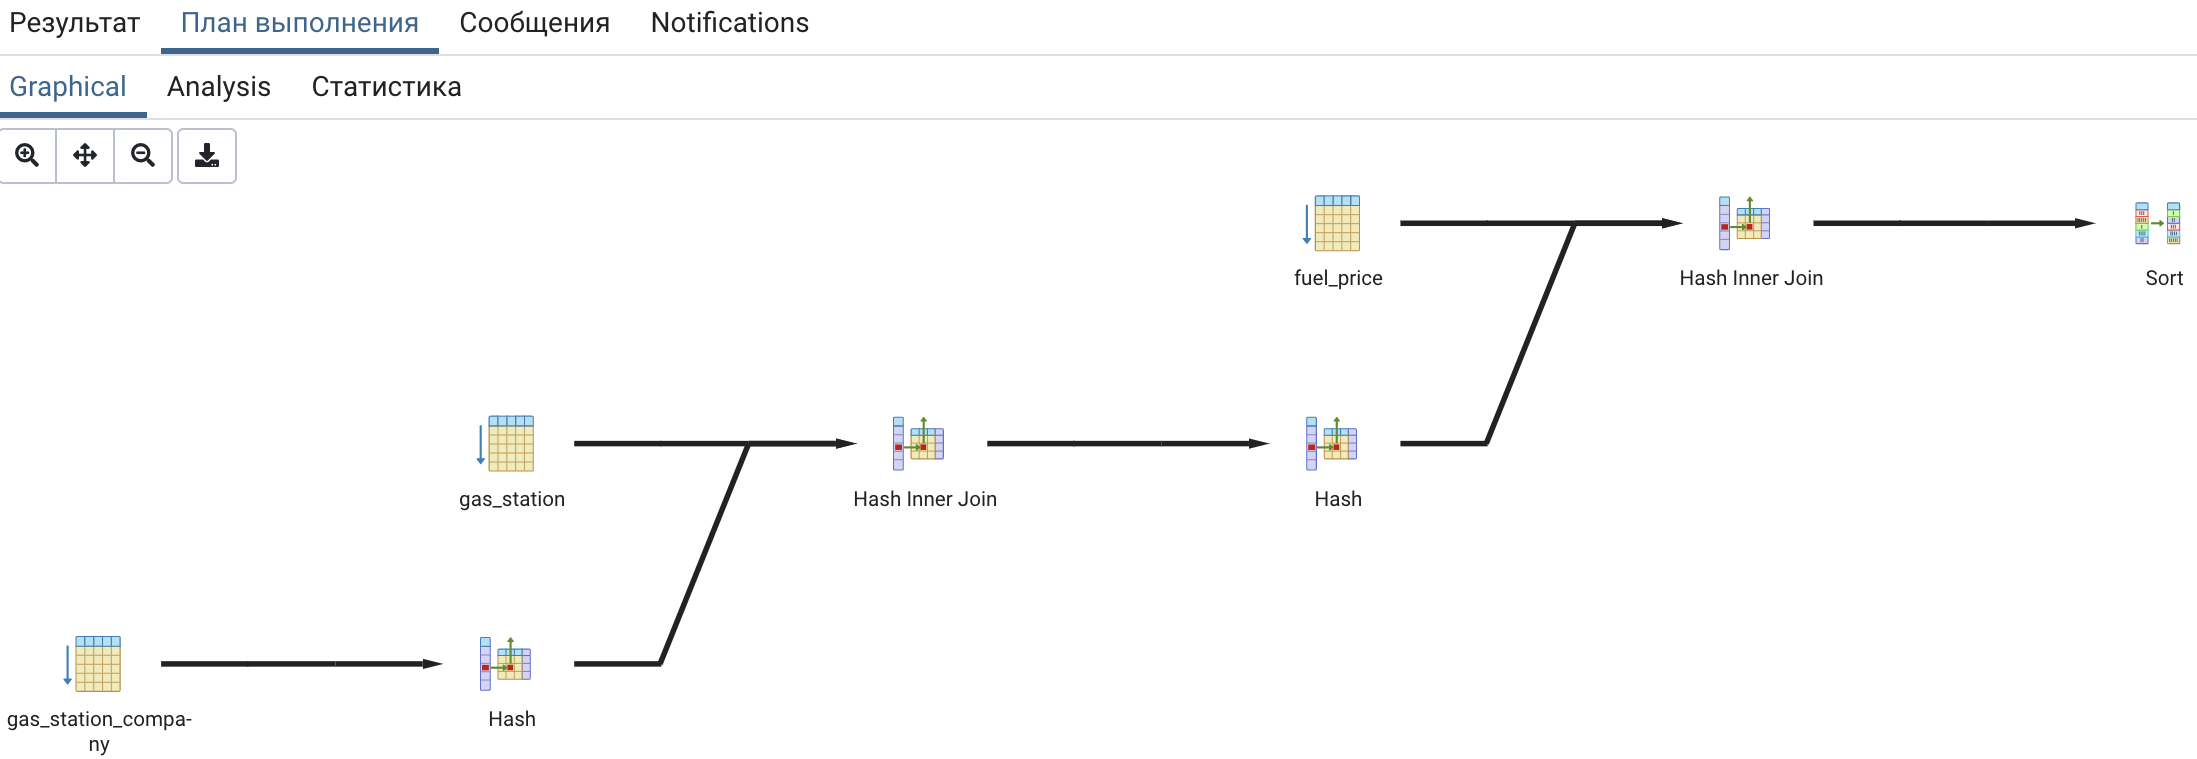 Результат План выполнения Сообщения Notifications
Graphical Analysis Статистика
fuel_price Hash Inner Join Sort
gas_station Hash Inner Join Hash
gas_station_compa-
ny
Hash